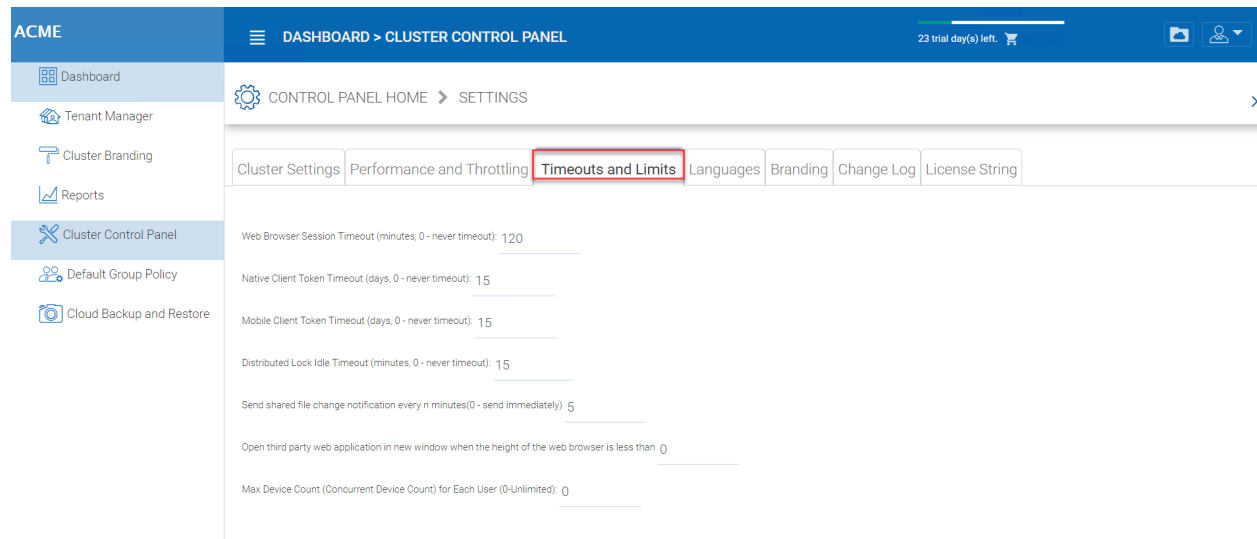 ACME
DASHBOARD > CLUSTER CONTROL PANEL
23 trial day(s) left.
Dashboard
Tenant Manager
Cluster Branding
Reports
Cluster Control Panel
Default Group Policy
Cloud Backup and Restore
CONTROL PANEL HOME > SETTINGS
Cluster Settings Performance and Throttling Timeouts and Limits Languages Branding Change Log License String
Web Browser Session Timeout (minutes, 0 - never timeout): 120
Native Client Token Timeout (days, 0 - never timeout): 15
Mobile Client Token Timeout (days, 0 - never timeout): 15
Distributed Lock Idle Timeout (minutes, 0 - never timeout): 15
Send shared file change notification every n minutes(0 - send immediately) 5
Open third party web application in new window when the height of the web browser is less than 0
Max Device Count (Concurrent Device Count) for Each User (0-Unlimited): 0